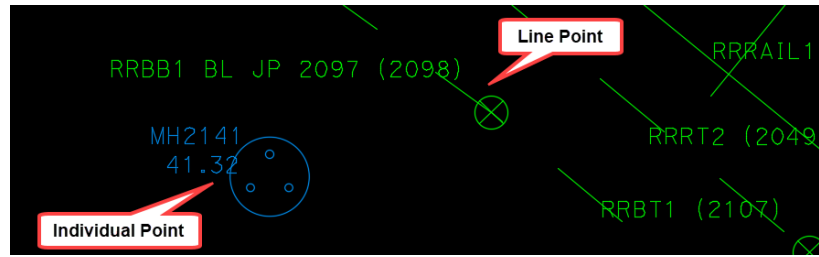 Line Point
RRRAIL1
RRBB1 BL JP 2097 (2098)
MH2141
41.32
RRRT2 (2049
RRBT1 (2107)
Individual Point